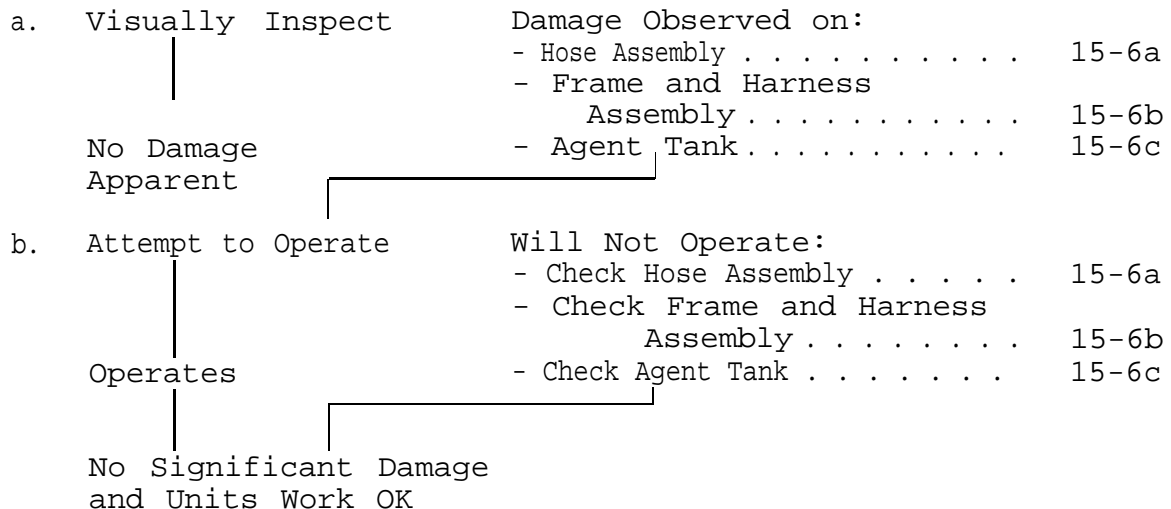 a. Visually Inspect Damage Observed on:
- Hose Assembly . . . . . . . . . . 15-6a
- Frame and Harness
Assembly . . . . . . . . . . . 15-6b
No Damage - Agent Tank . . . . . . . . . . . 15-6c
Apparent
b. Attempt to Operate Will Not Operate:
- Check Hose Assembly . . . . . 15-6a
- Check Frame and Harness
Assembly . . . . . . . . 15-6b
Operates - Check Agent Tank . . . . . . . 15-6c
No Significant Damage
and Units Work OK